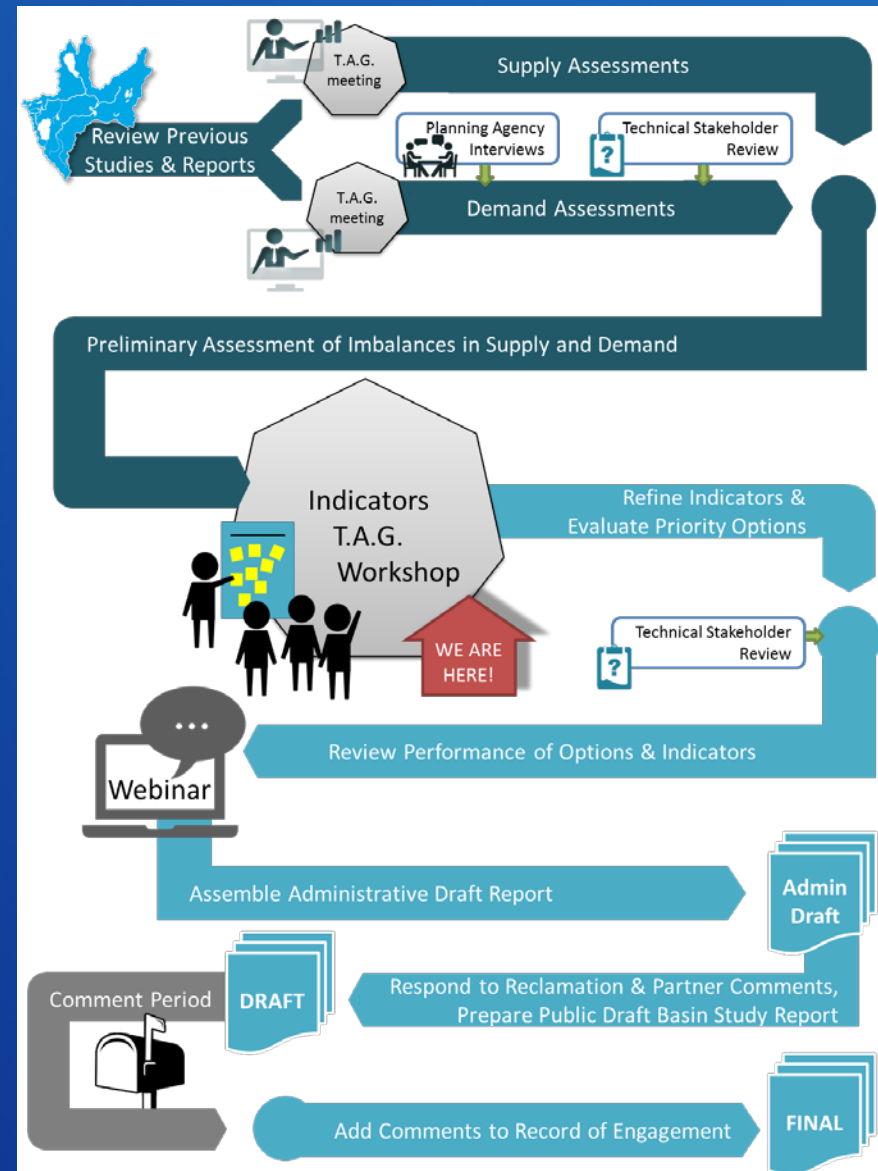 T.A.G.
meeting
Supply Assessments
Review Previous
Studies & Reports
Planning Agency
Interviews
Technical Stakeholder
Review
?
T.A.G.
meeting
Demand Assessments
Preliminary Assessment of Imbalances in Supply and Demand
Indicators
T.A.G.
Workshop
Refine Indicators &
Evaluate Priority Options
WE ARE
HERE!
Technical Stakeholder
Review
?
...
Webinar
Review Performance of Options & Indicators
Assemble Administrative Draft Report
Admin
Draft
Respond to Reclamation & Partner Comments,
Prepare Public Draft Basin Study Report
DRAFT
Comment Period
Add Comments to Record of Engagement
FINAL